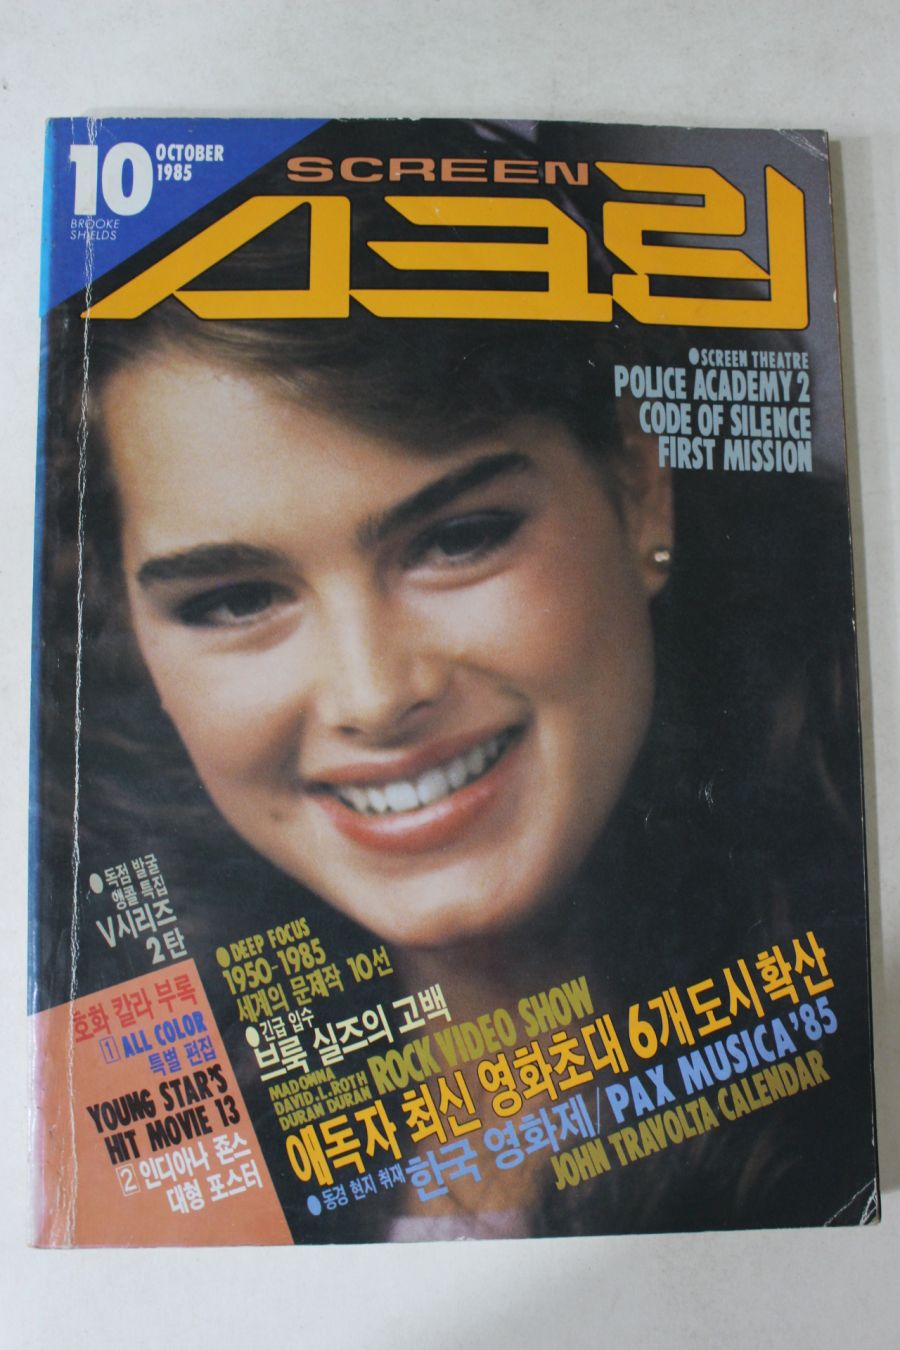 10
OCTOBER
1985
BROOKE
SHIELDS
SCREEN
스크린
●SCREEN THEATRE
POLICE ACADEMY 2
CODE OF SILENCE
FIRST MISSION
●독점 발굴
앵콜 특집
V시리즈
2탄
호화 칼라 부록
1 ALL COLOR
특별 편집
YOUNG STAR'S
HIT MOVIE 13
2 인디아나 죤스
대형 포스터
●DEEP FOCUS
1950-1985
세계의 문제작 10선
●긴급 입수
브룩 실즈의 고백
MADONNA
DAVID.L.ROTH
DURAN DURAN
ROCK VIDEO SHOW
애독자 최신 영화초대 6개도시확산
●동경 현지 취재 한국 영화제/PAX MUSICA'85
JOHN TRAVOLTA CALENDAR